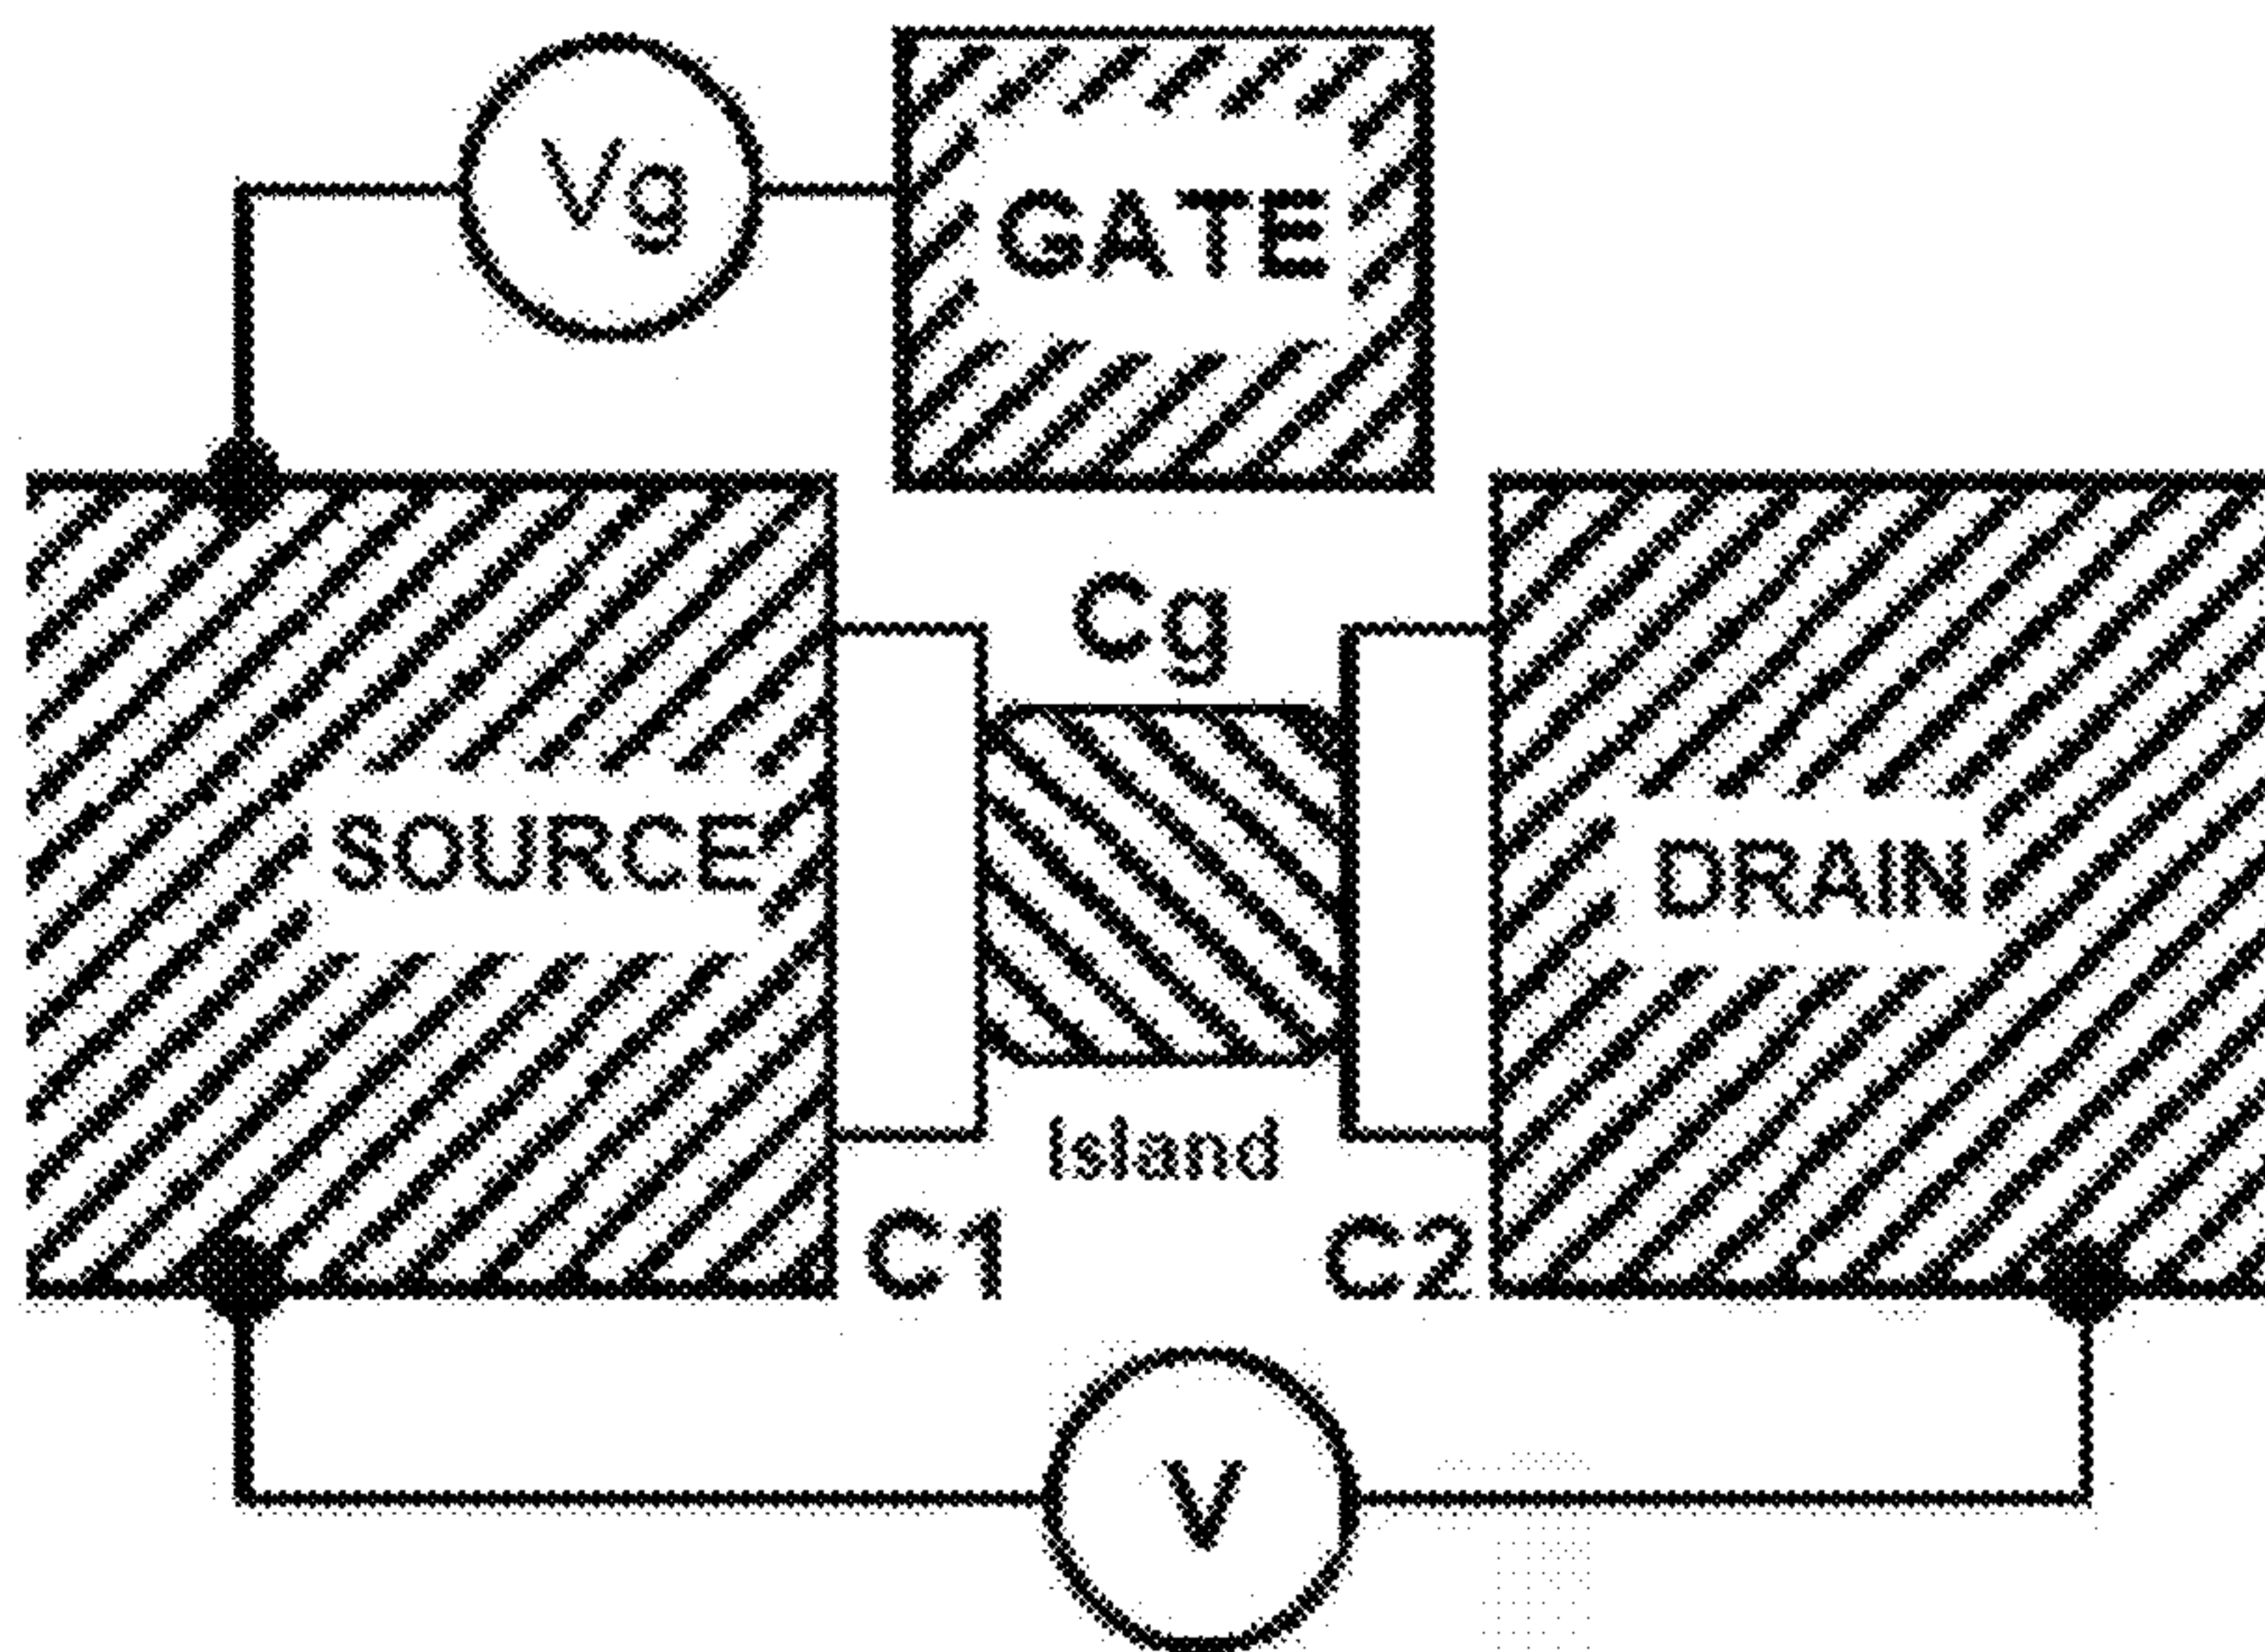 Vg
GATE
Cg
SOURCE
DRAIN
Island
C1
C2
V